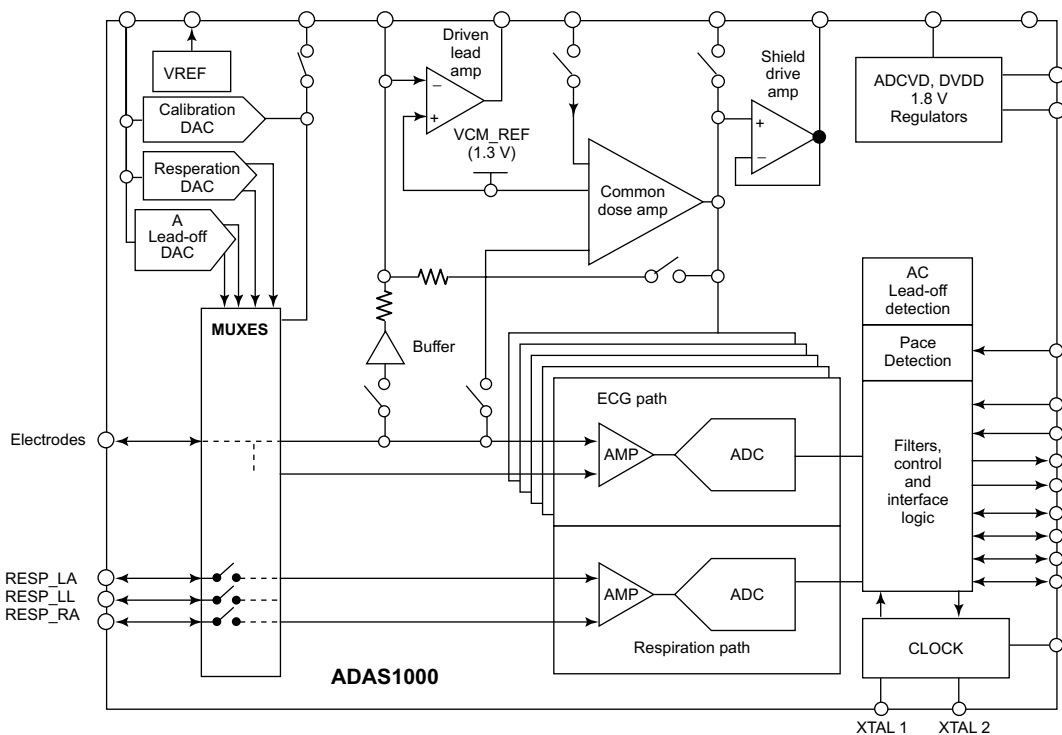 Driven
lead
amp
Shield
drive
amp
VREF
ADCVD, DVDD
1.8 V
Regulators
Calibration
DAC
VCM_REF
(1.3 V)
Resperation
DAC
Common
dose amp
A
Lead-off
DAC
AC
Lead-off
detection
MUXES
Buffer
Pace
Detection
ECG path
Electrodes
AMP
ADC
Filters,
control
and
interface
logic
RESP_LA
RESP_LL
RESP_RA
AMP
ADC
Respiration path
CLOCK
ADAS1000
XTAL 1
XTAL 2